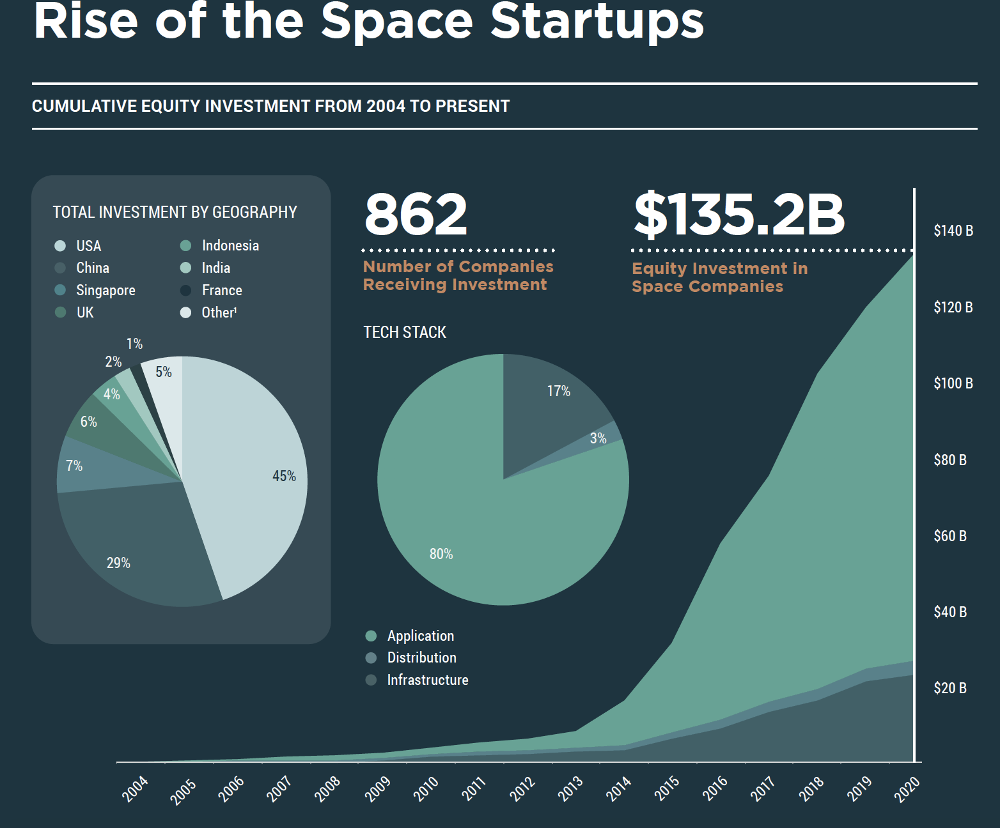 Rise of the Space Startups
CUMULATIVE EQUITY INVESTMENT FROM 2004 TO PRESENT
TOTAL INVESTMENT BY GEOGRAPHY
USA
China
Singapore
UK
Indonesia
India
France
Other¹
1%
2%
5%
4%
6%
7%
45%
29%
862
Number of Companies
Receiving Investment
$135.2B
Equity Investment in
Space Companies
TECH STACK
17%
3%
80%
Application
Distribution
Infrastructure
$140 B
$120 B
$100 B
$80 B
$60 B
$40 B
$20 B
2004
2005
2006
2007
2008
2009
2010
2011
2012
2013
2014
2015
2016
2017
2018
2019
2020